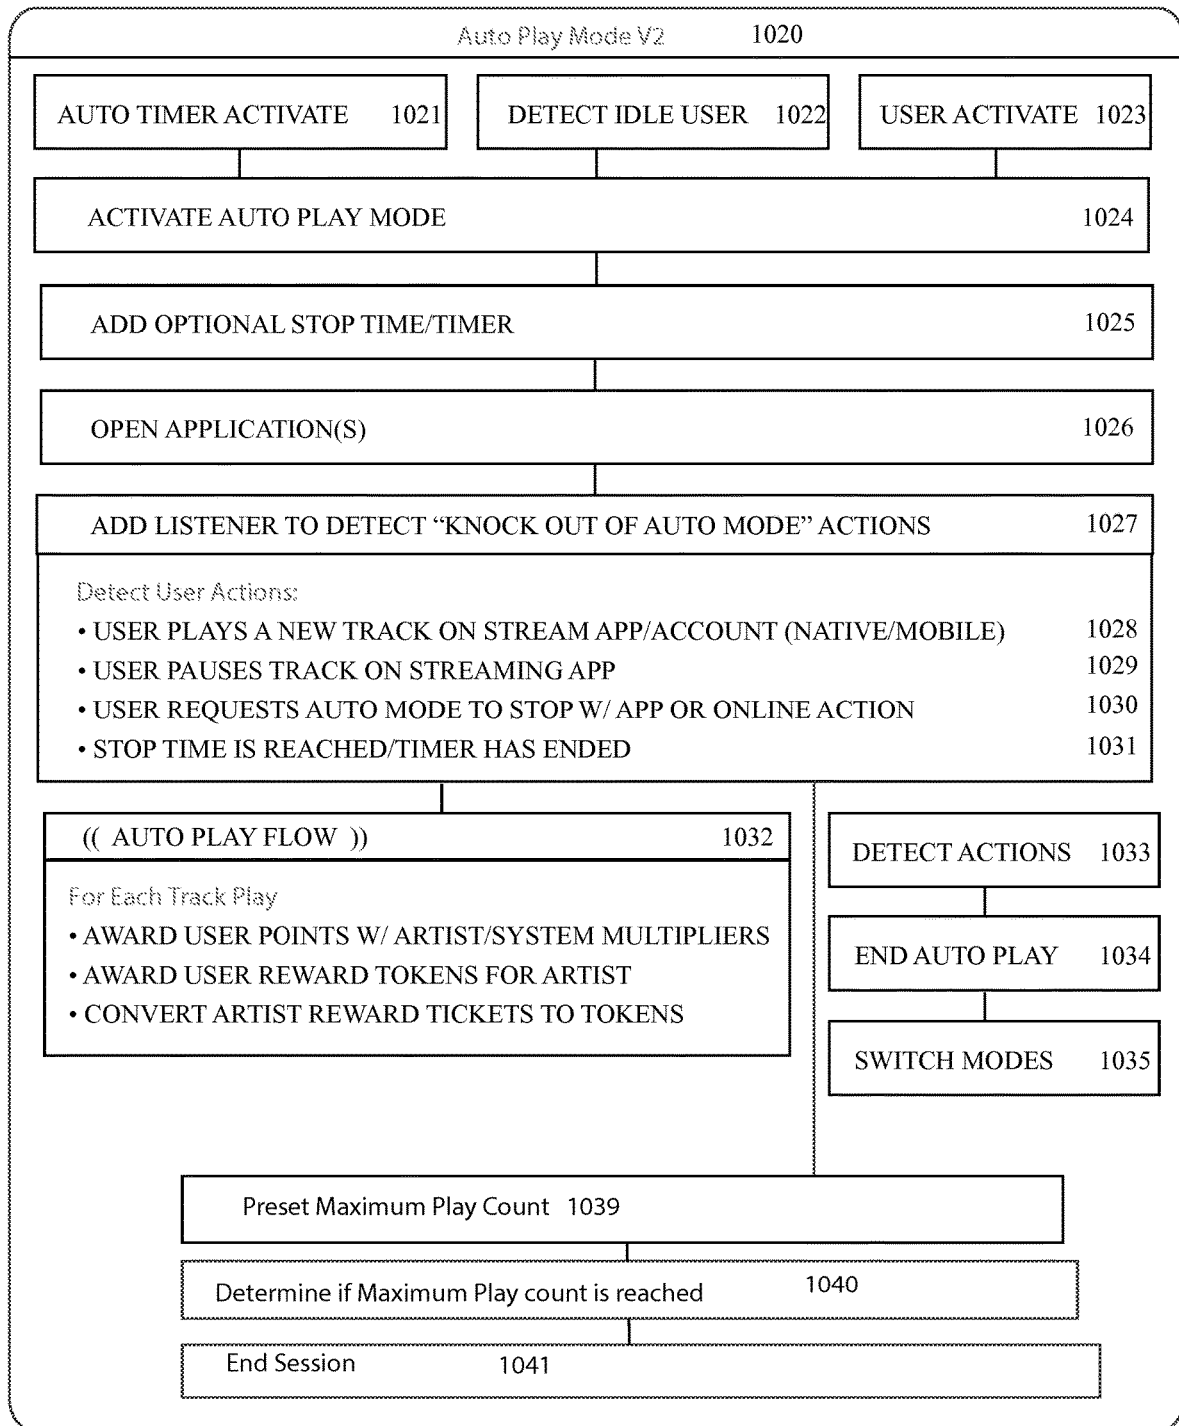 Auto Play Mode V2 1020
AUTO TIMER ACTIVATE 1021
DETECT IDLE USER 1022
USER ACTIVATE 1023
ACTIVATE AUTO PLAY MODE 1024
ADD OPTIONAL STOP TIME/TIMER 1025
OPEN APPLICATION(S) 1026
ADD LISTENER TO DETECT “KNOCK OUT OF AUTO MODE” ACTIONS 1027
Detect User Actions:
• USER PLAYS A NEW TRACK ON STREAM APP/ACCOUNT (NATIVE/MOBILE) 1028
• USER PAUSES TRACK ON STREAMING APP 1029
• USER REQUESTS AUTO MODE TO STOP W/ APP OR ONLINE ACTION 1030
• STOP TIME IS REACHED/TIMER HAS ENDED 1031
(( AUTO PLAY FLOW )) 1032
For Each Track Play
• AWARD USER POINTS W/ ARTIST/SYSTEM MULTIPLIERS
• AWARD USER REWARD TOKENS FOR ARTIST
• CONVERT ARTIST REWARD TICKETS TO TOKENS
DETECT ACTIONS 1033
END AUTO PLAY 1034
SWITCH MODES 1035
Preset Maximum Play Count 1039
Determine if Maximum Play count is reached 1040
End Session 1041